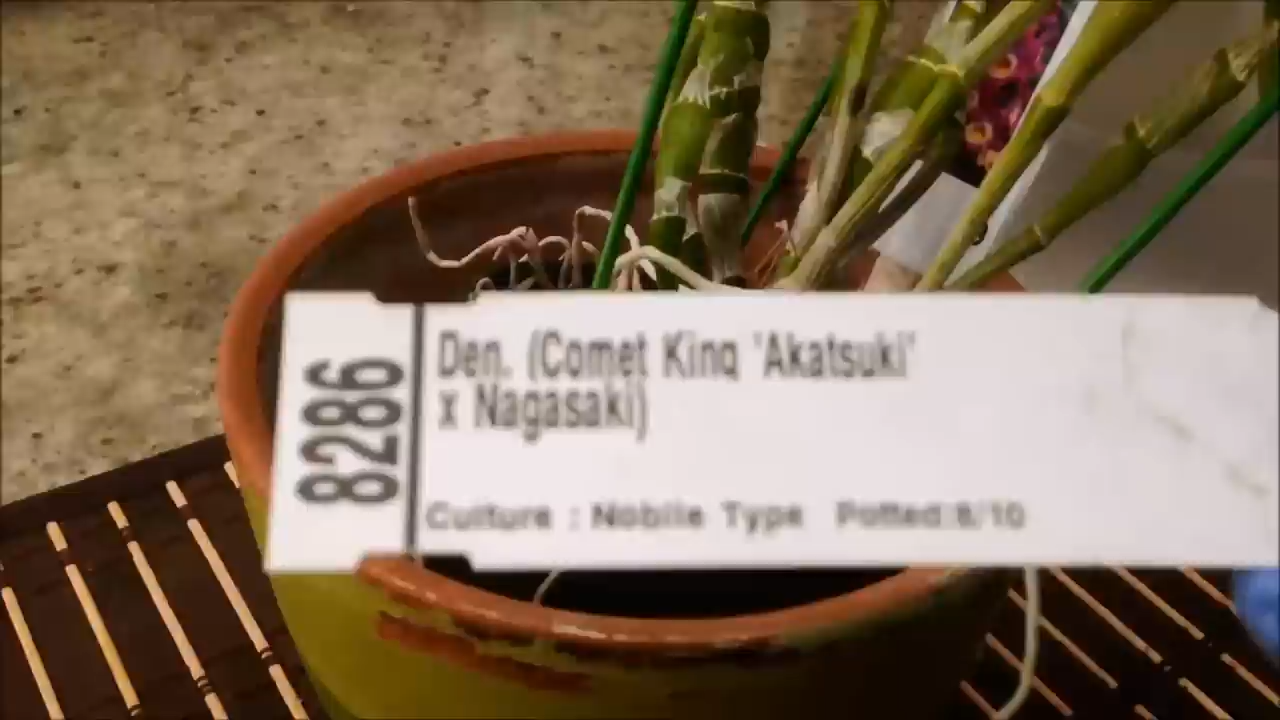 8286
Den. (Comet King 'Akatsuki'
x Nagasaki)
Culture : Nobile Type Potted:6/10